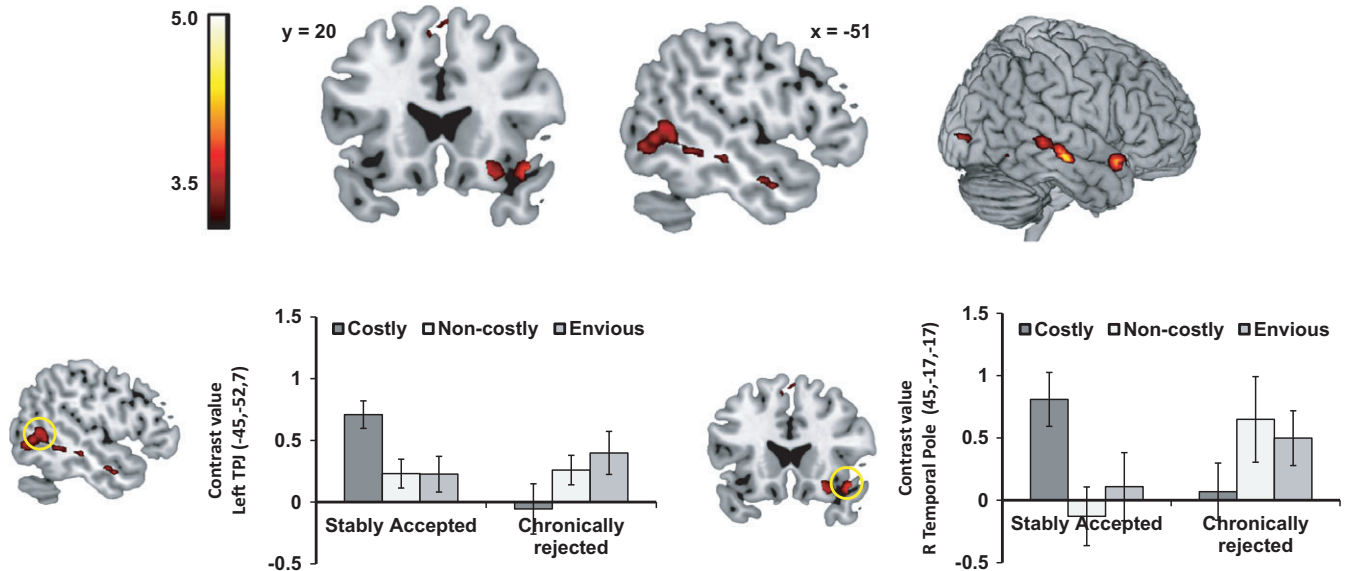 5.0
3.5
y = 20
x = -51
1.5
1
0.5
0
-0.5
Contrast value
Left TPJ (-45,-52,7)
Costly Non-costly Envious
Stably Accepted
Chronically
rejected
1.5
1
0.5
0
-0.5
Contrast value
R Temporal Pole (45,-17,-17)
Costly Non-costly Envious
Stably Accepted
Chronically
rejected